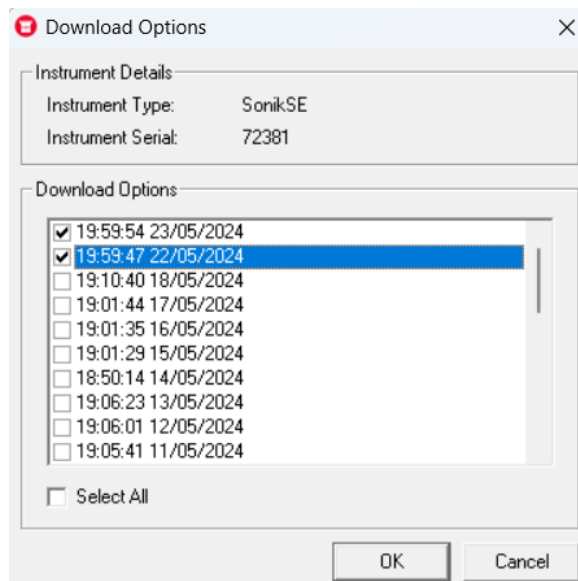 Download Options
Instrument Details
Instrument Type: SonikSE
Instrument Serial: 72381
Download Options
19:59:54 23/05/2024
19:59:47 22/05/2024
19:10:40 18/05/2024
19:01:44 17/05/2024
19:01:35 16/05/2024
19:01:29 15/05/2024
18:50:14 14/05/2024
19:06:23 13/05/2024
19:06:01 12/05/2024
19:05:41 11/05/2024
Select All
OK Cancel